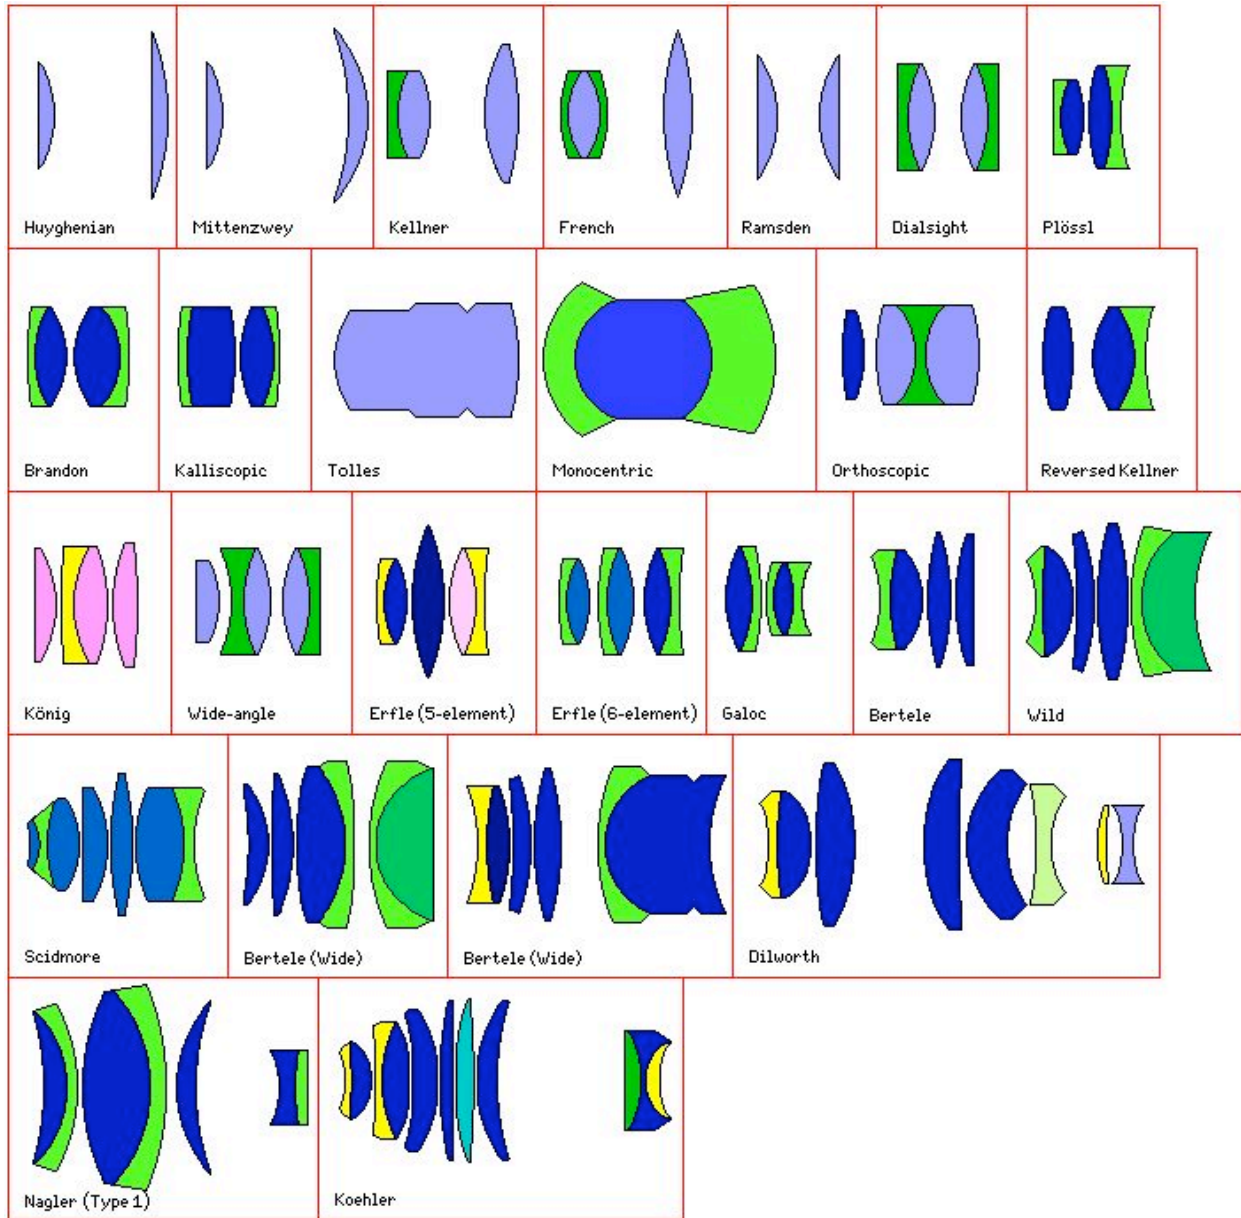 Huyghenian
Mittenzwey
Kellner
French
Ramsden
Dialsight
Plössl
Brandon
Kalliscopic
Tolles
Monocentric
Orthoscopic
Reversed Kellner
König
Wide-angle
Erfle (5-element)
Erfle (6-element)
Galoc
Bertele
Wild
Scidmore
Bertele (Wide)
Bertele (Wide)
Dilworth
Nagler (Type 1)
Koehler